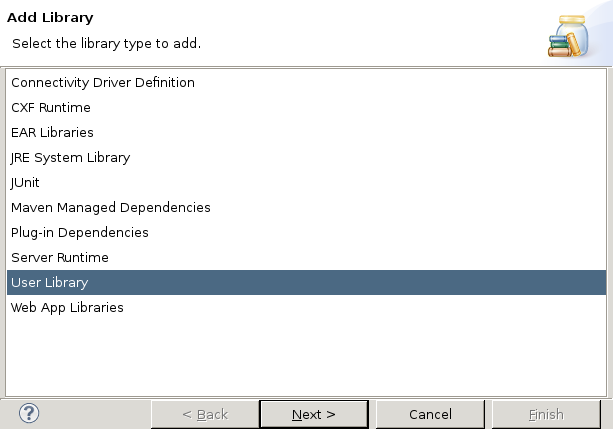 Add Library
Select the library type to add.
Connectivity Driver Definition
CXF Runtime
EAR Libraries
JRE System Library
JUnit
Maven Managed Dependencies
Plug-in Dependencies
Server Runtime
User Library
Web App Libraries
? < Back Next > Cancel Finish